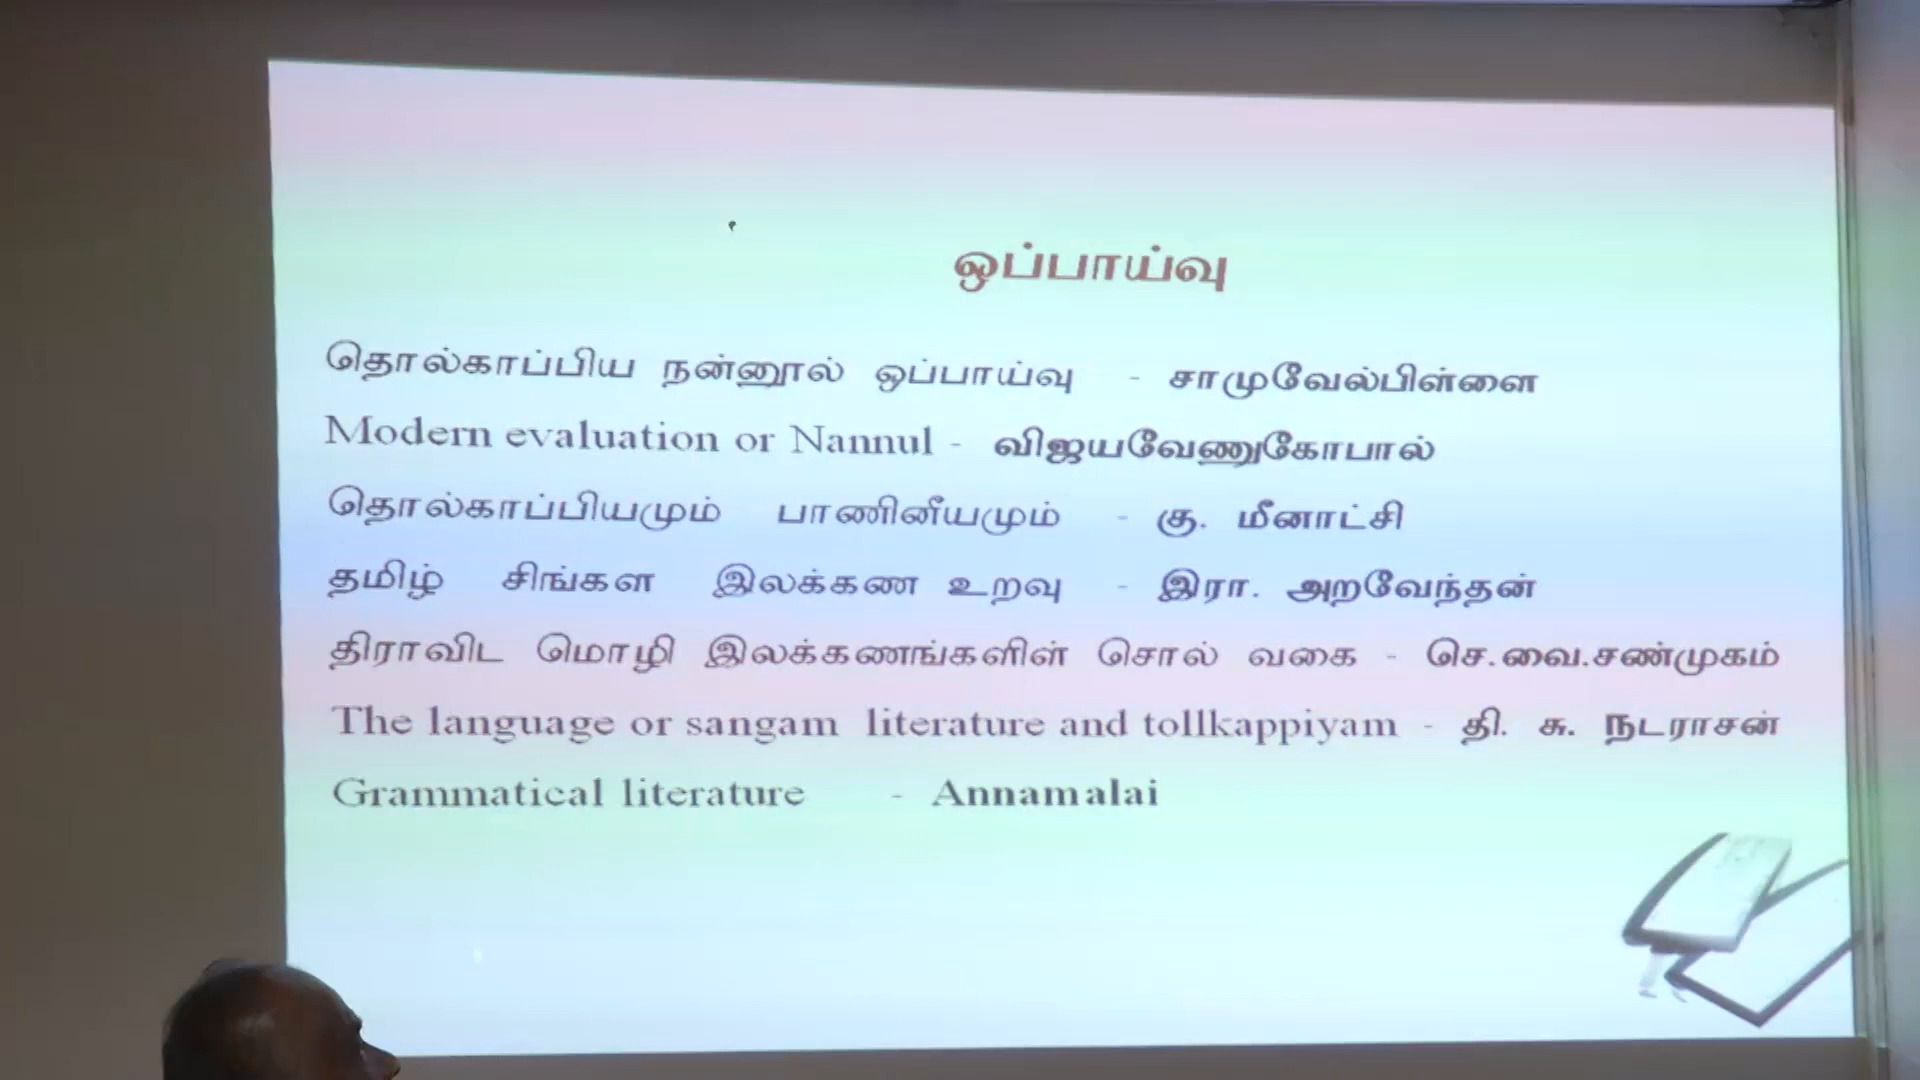 ஒப்பாய்வு
தொல்காப்பிய நன்னூல் ஒப்பாய்வு - சாமுவேல்பிள்ளை
Modern evaluation or Nannul - விஜயவேணுகோபால்
தொல்காப்பியமும் பாணினீயமும் - கு. மீனாட்சி
தமிழ் சிங்கள இலக்கண உறவு - இரா. அறவேந்தன்
திராவிட மொழி இலக்கணங்களின் சொல் வகை - செ.வை.சண்முகம்
The language or sangam literature and tollkappiyam - தி. சு. நடராசன்
Grammatical literature - Annamalai